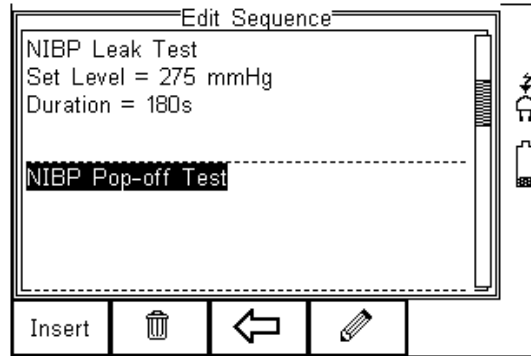 Edit Sequence
NIBP Leak Test
Set Level = 275 mmHg
Duration = 180s
NIBP Pop-off Test
Insert